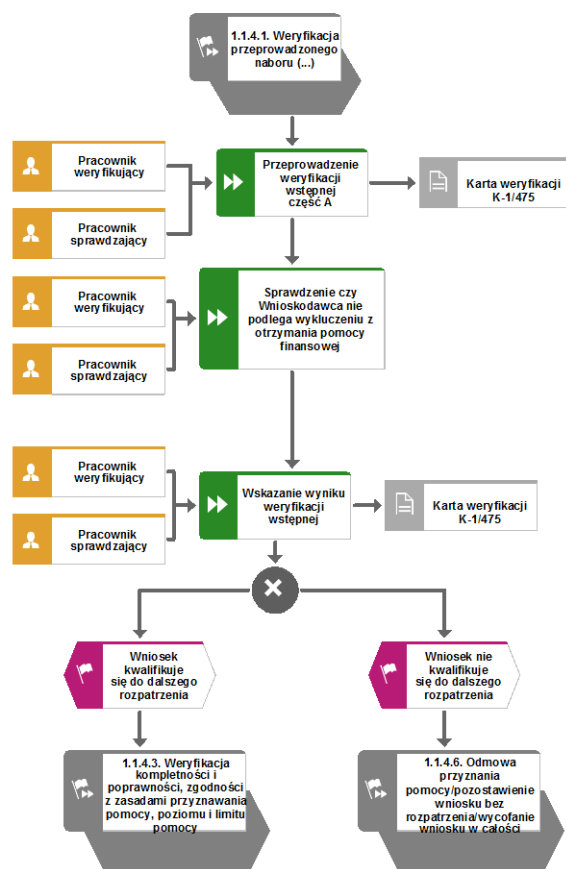 1.1.4.1. Weryfikacja
przeprowadzonego
naboru (...)
Pracownik
weryfikujący
Pracownik
sprawdzający
Przeprowadzenie
weryfikacji
wstępnej
część A
Karta weryfikacji
K-1/475
Pracownik
weryfikujący
Pracownik
sprawdzający
Sprawdzenie czy
Wnioskodawca nie
podlega wykluczeniu z
otrzymania pomocy
finansowej
Pracownik
weryfikujący
Pracownik
sprawdzający
Wskazanie wyniku
weryfikacji
wstępnej
Karta weryfikacji
K-1/475
Wniosek
kwalifikuje
się do dalszego
rozpatrzenia
Wniosek nie
kwalifikuje
się do dalszego
rozpatrzenia
1.1.4.3. Weryfikacja
kompletności i
poprawności, zgodności
z zasadami przyznawania
pomocy, poziomu i limitu
pomocy
1.1.4.6. Odmowa
przyznania
pomocy/pozostawienie
wniosku bez
rozpatrzenia/wycofanie
wniosku w całości